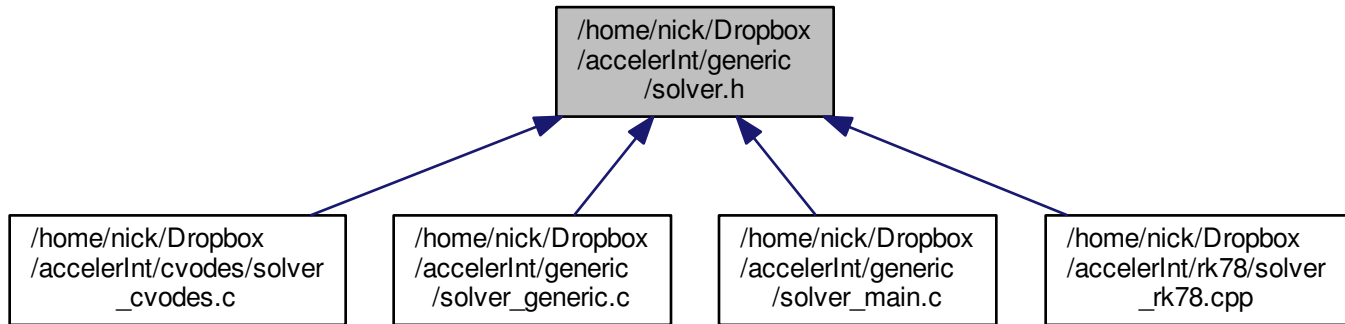 /home/nick/Dropbox
/accelerInt/generic
/solver.h
/home/nick/Dropbox
/accelerInt/cvodes/solver
_cvodes.c
/home/nick/Dropbox
/accelerInt/generic
/solver_generic.c
/home/nick/Dropbox
/accelerInt/generic
/solver_main.c
/home/nick/Dropbox
/accelerInt/rk78/solver
_rk78.cpp